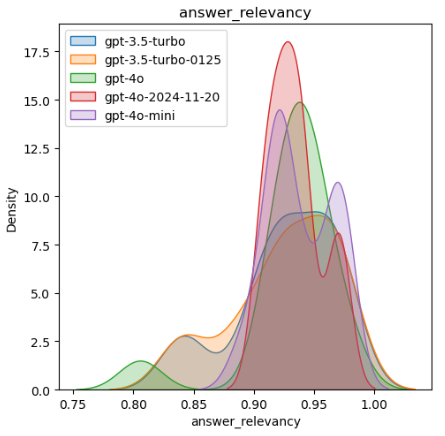 answer_relevancy
gpt-3.5-turbo
gpt-3.5-turbo-0125
gpt-4o
gpt-4o-2024-11-20
gpt-4o-mini
17.5
15.0
12.5
10.0
7.5
5.0
2.5
0.0
Density
0.75 0.80 0.85 0.90 0.95 1.00
answer_relevancy